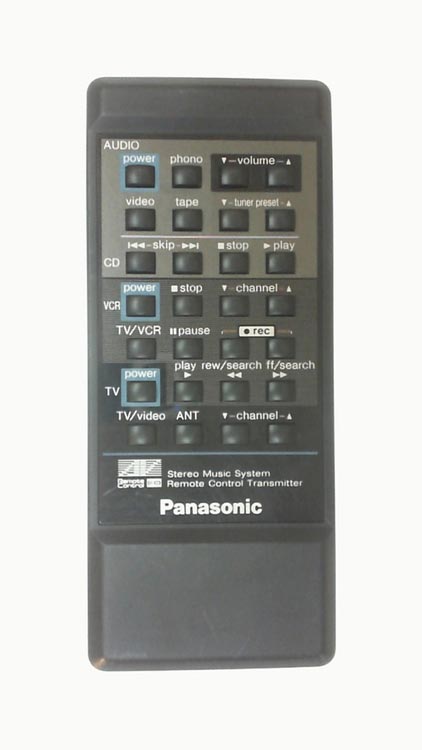 AUDIO
power phono ▼-volume-▲
video tape ▼-tuner preset-▲
CD ⏮-skip-⏭ ■stop ▶play
VCR power ■stop ▼-channel-▲
TV/VCR ⏸pause ●rec
TV power play ▶ rew/search ◀◀ ff/search ▶▶
TV/video ANT ▼-channel-▲
Stereo Music System
Remote Control Transmitter
Panasonic